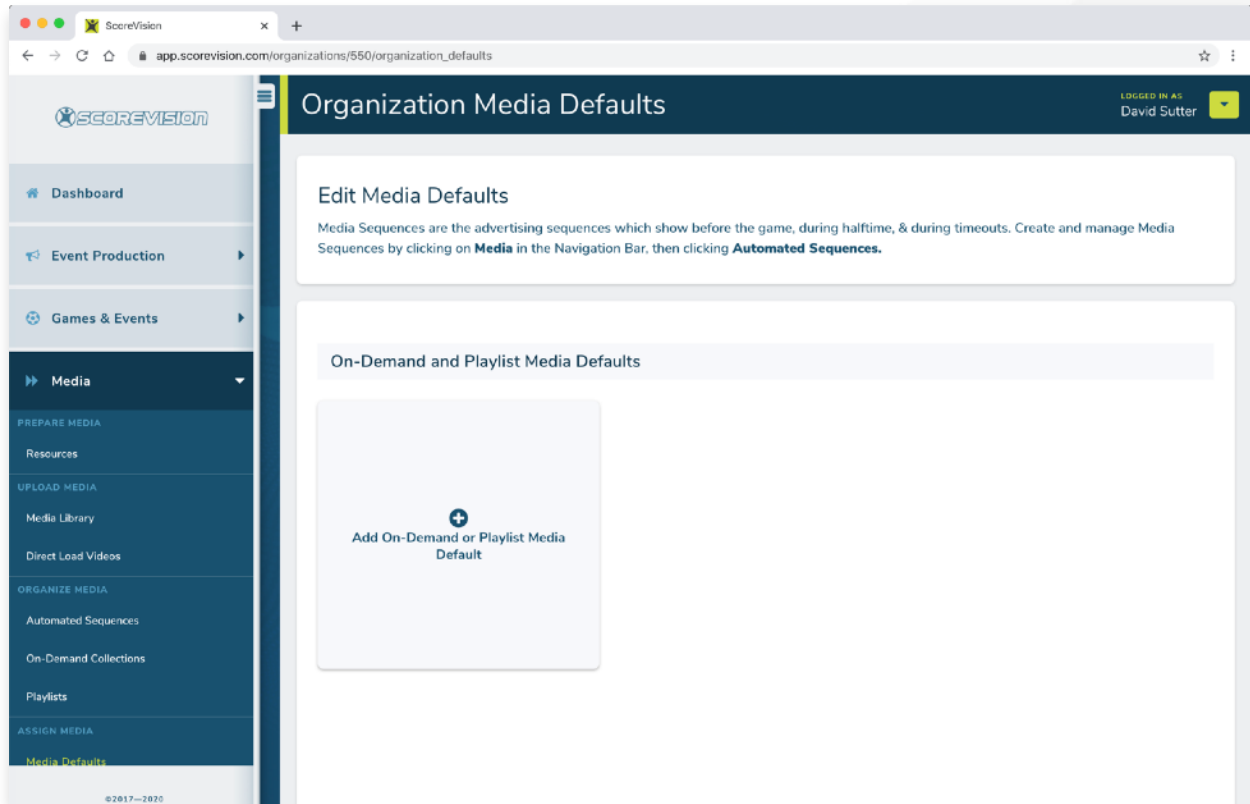 ScoreVision
app.scorevision.com/organizations/550/organization_defaults
SCOREVISION
Organization Media Defaults
LOGGED IN AS
David Sutter
Dashboard
Event Production
Games & Events
Media
PREPARE MEDIA
Resources
UPLOAD MEDIA
Media Library
Direct Load Videos
ORGANIZE MEDIA
Automated Sequences
On-Demand Collections
Playlists
ASSIGN MEDIA
Media Defaults
©2017—2020
Edit Media Defaults
Media Sequences are the advertising sequences which show before the game, during halftime, & during timeouts. Create and manage Media
Sequences by clicking on Media in the Navigation Bar, then clicking Automated Sequences.
On-Demand and Playlist Media Defaults
Add On-Demand or Playlist Media
Default